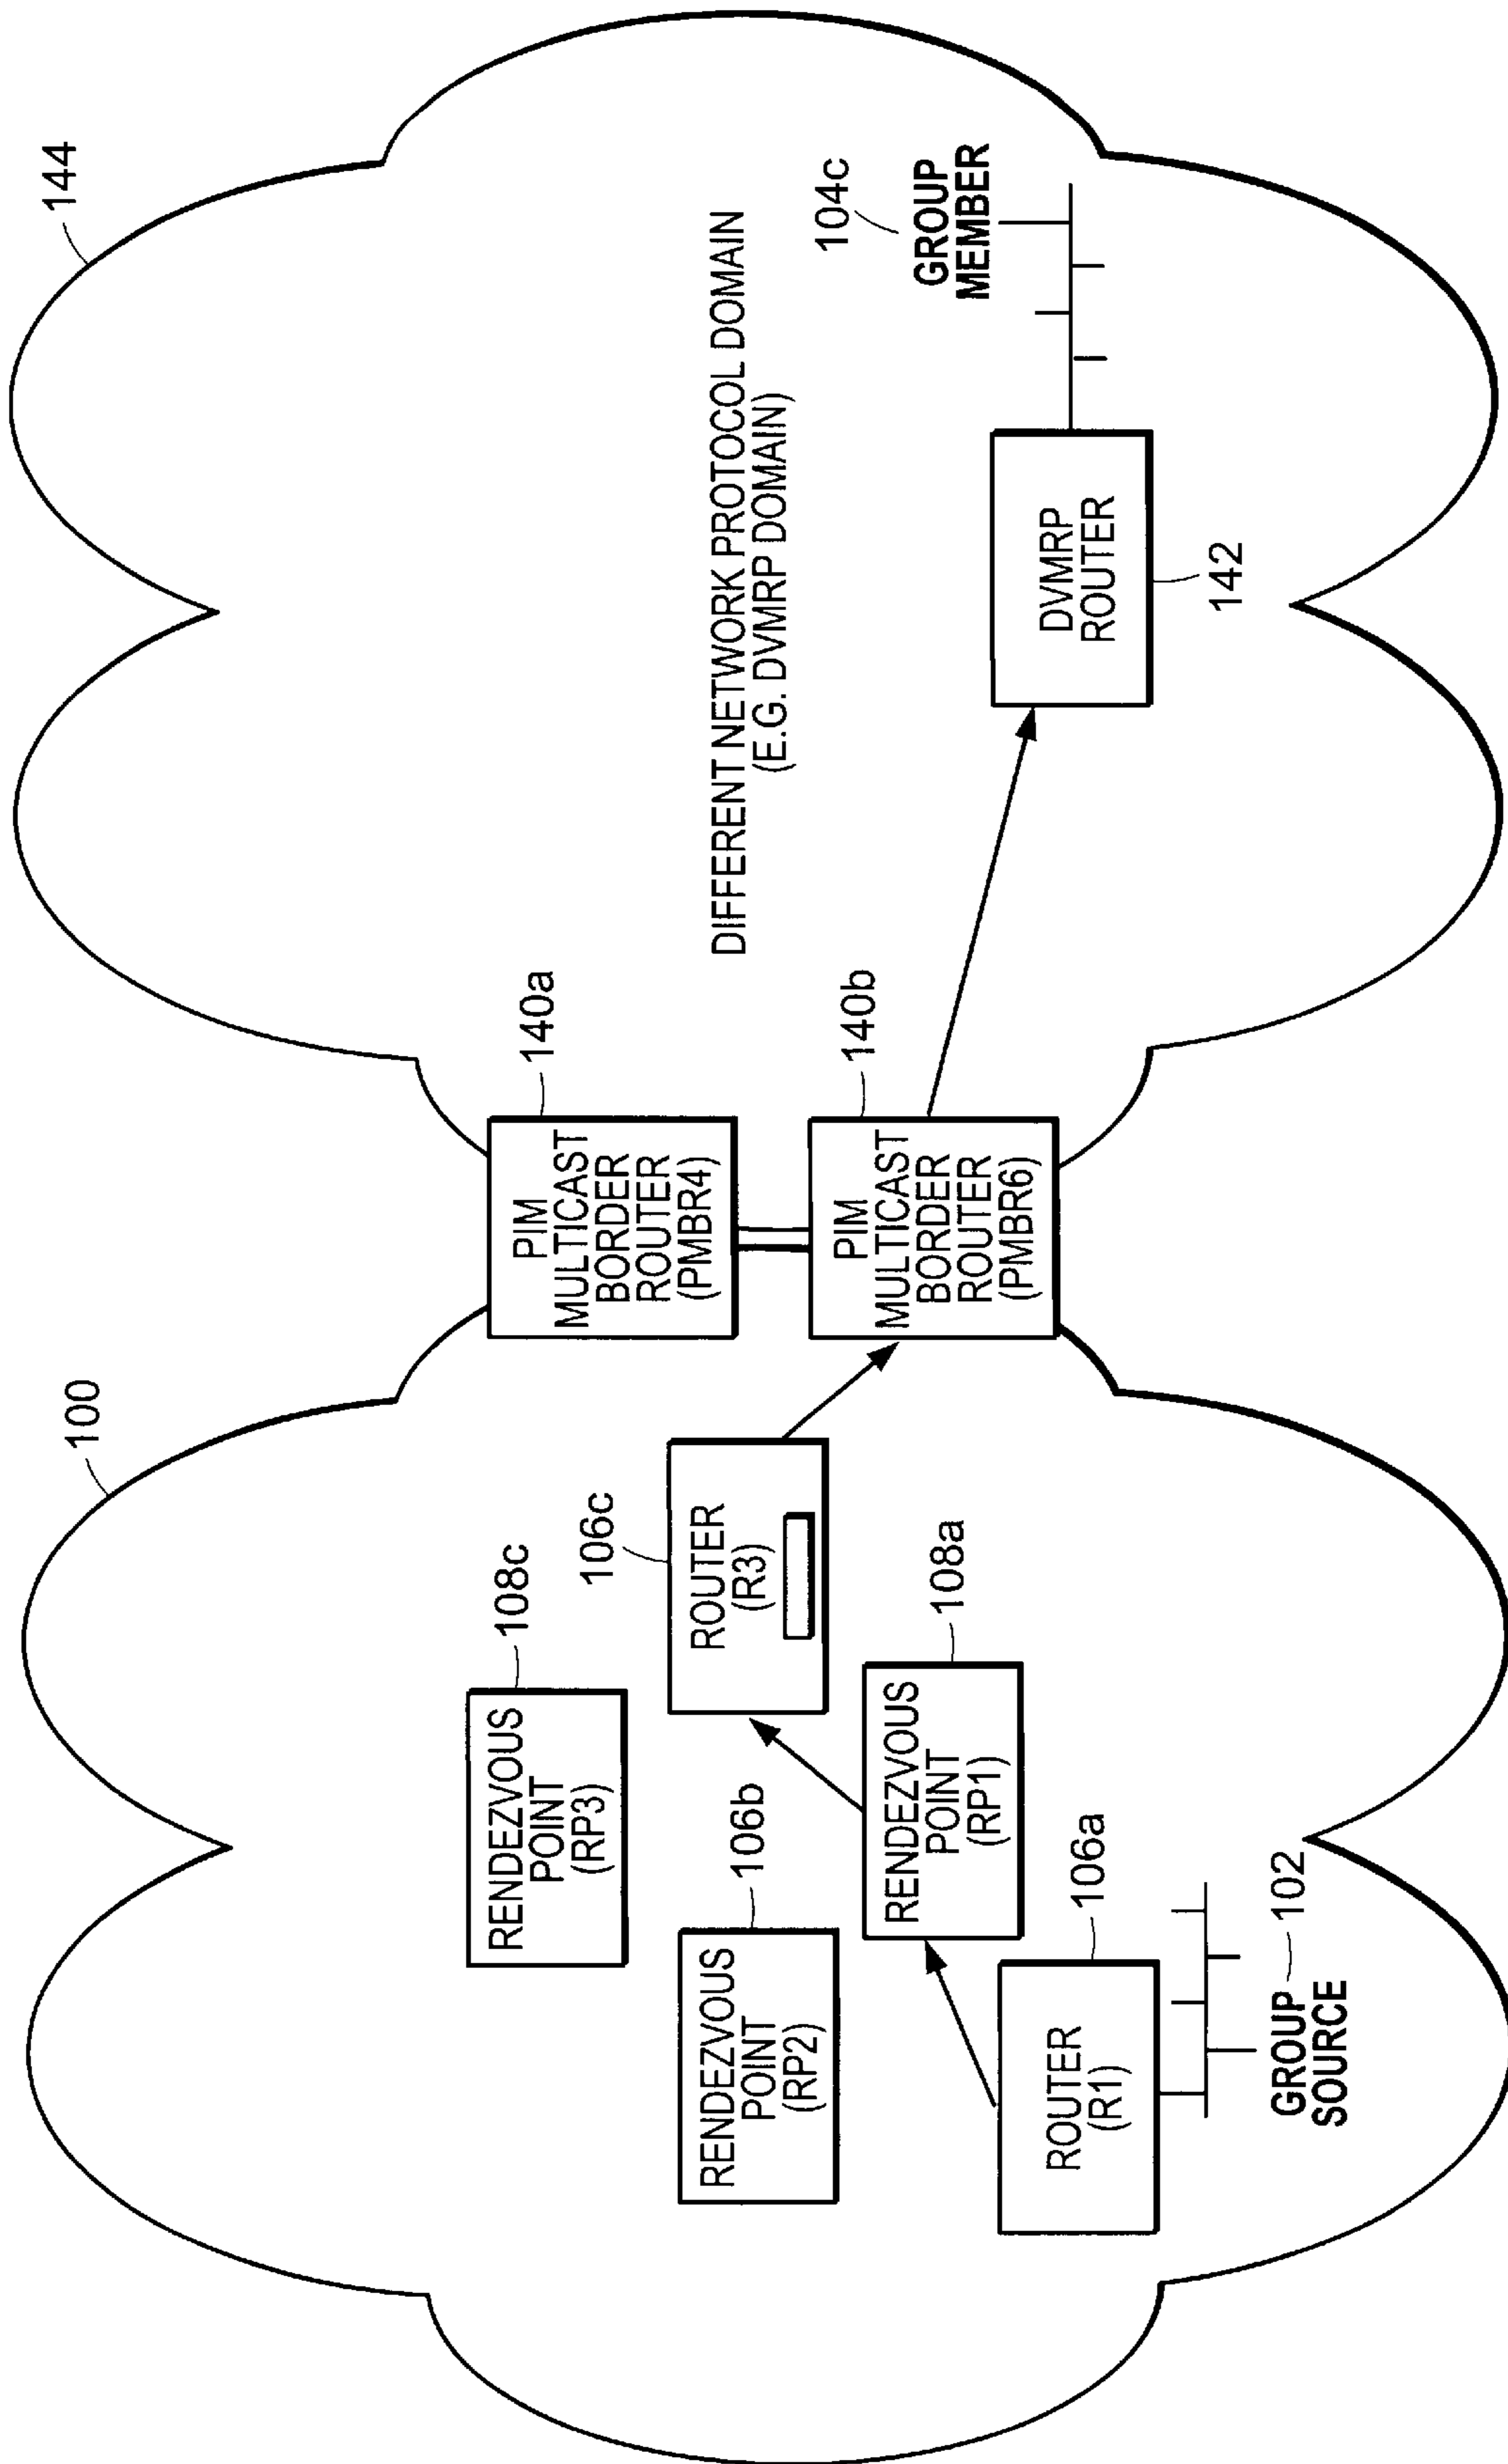 100
144
RENDEZVOUS
POINT
(RP3)
108c
PIM
MULTICAST
BORDER
ROUTER
(PMBR4)
140a
RENDEZVOUS
POINT
(RP2)
106b
ROUTER
(R3)
106c
DIFFERENT NETWORK PROTOCOL DOMAIN
(E.G. DVMRP DOMAIN)
RENDEZVOUS
POINT
(RP1)
108a
PIM
MULTICAST
BORDER
ROUTER
(PMBR6)
140b
GROUP
MEMBER
104c
ROUTER
(R1)
106a
DVMRP
ROUTER
142
GROUP
SOURCE
102